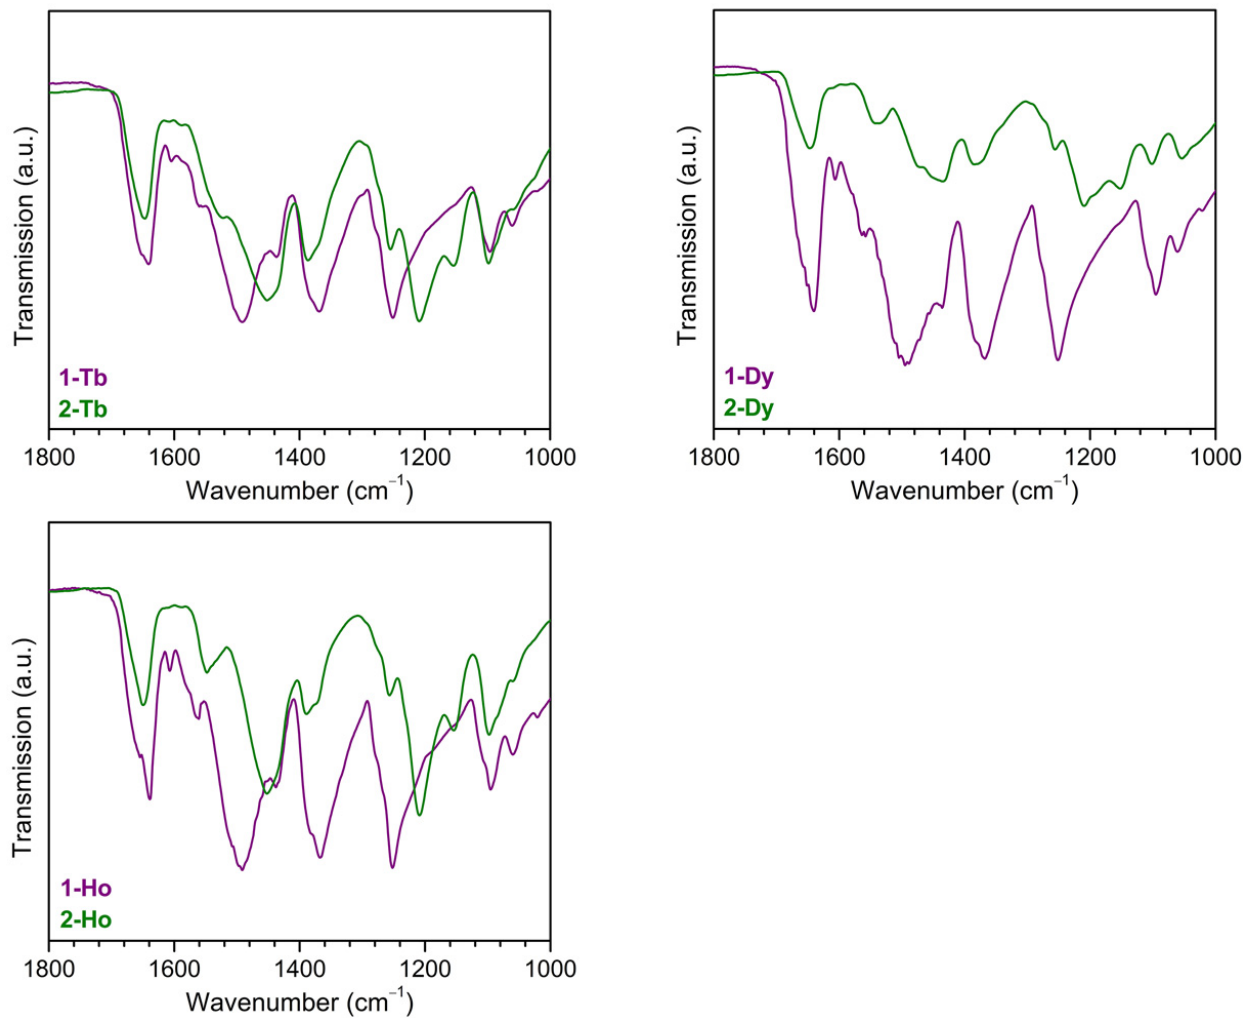 Transmission (a.u.)
1-Tb
2-Tb
1800 1600 1400 1200 1000
Wavenumber (cm⁻¹)
Transmission (a.u.)
1-Dy
2-Dy
1800 1600 1400 1200 1000
Wavenumber (cm⁻¹)
Transmission (a.u.)
1-Ho
2-Ho
1800 1600 1400 1200 1000
Wavenumber (cm⁻¹)